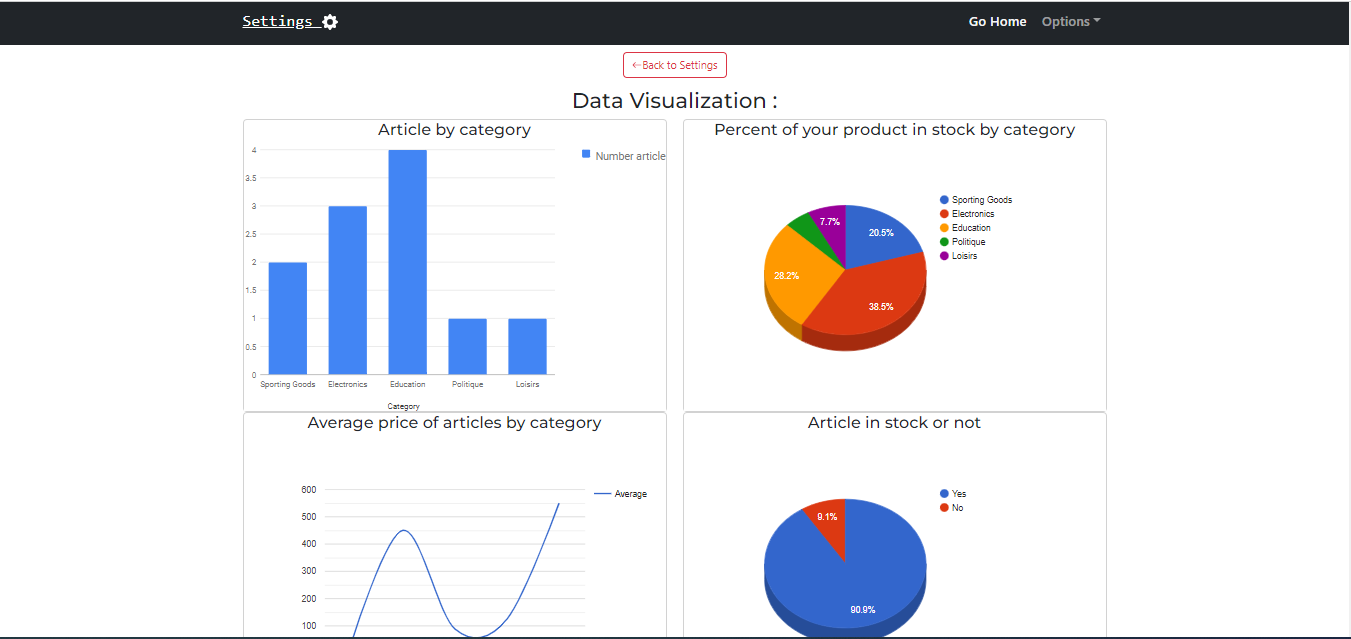 Settings
Go Home Options
←Back to Settings
Data Visualization :
Article by category
4
3.5
3
2.5
2
1.5
1
0.5
0
Sporting Goods Electronics Education Politique Loisirs
Category
Number article
Percent of your product in stock by category
7.7%
20.5%
28.2%
38.5%
Sporting Goods
Electronics
Education
Politique
Loisirs
Average price of articles by category
600
500
400
300
200
100
Average
Article in stock or not
9.1%
90.9%
Yes
No